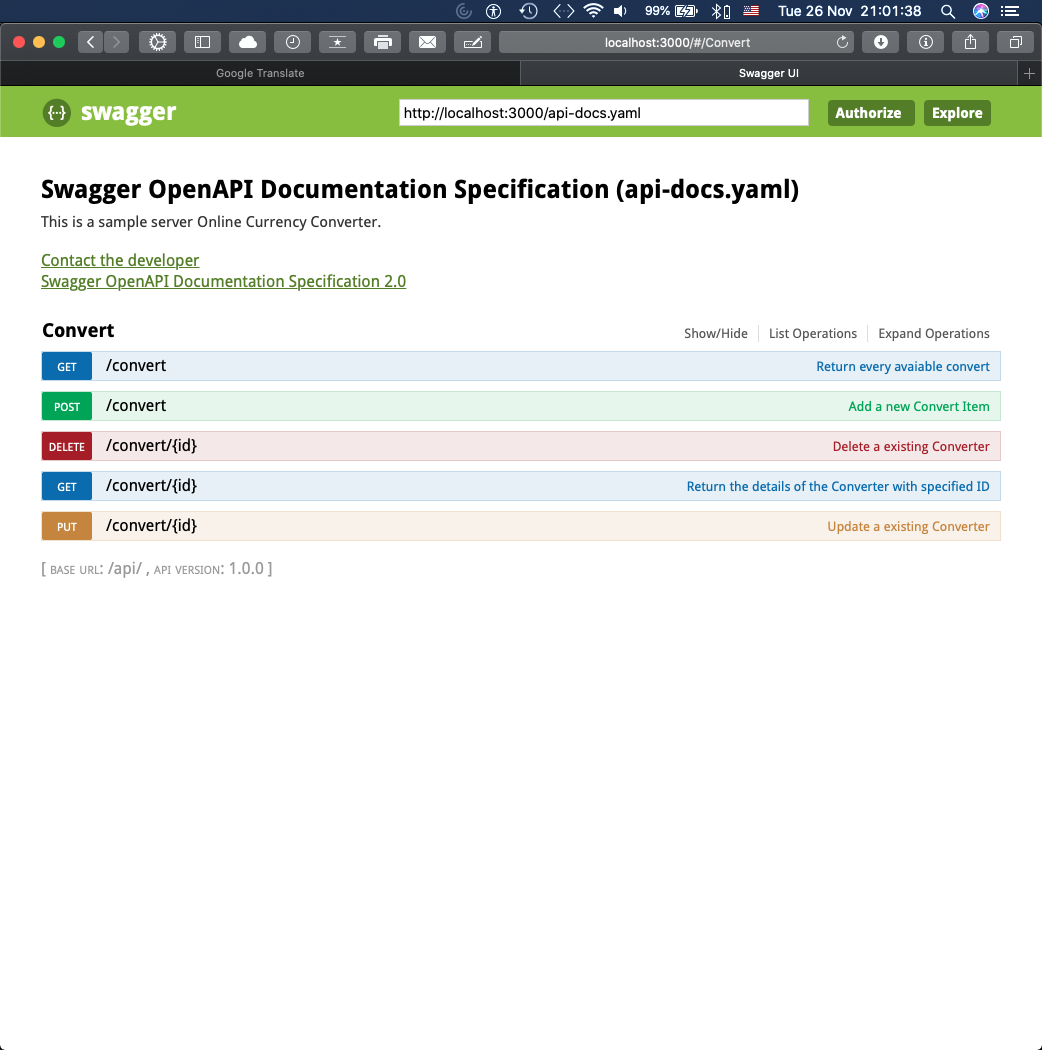 99% Tue 26 Nov 21:01:38
localhost:3000/#/Convert
Google Translate Swagger UI
{··} swagger http://localhost:3000/api-docs.yaml Authorize Explore
Swagger OpenAPI Documentation Specification (api-docs.yaml)
This is a sample server Online Currency Converter.
Contact the developer
Swagger OpenAPI Documentation Specification 2.0
Convert Show/Hide List Operations Expand Operations
GET /convert Return every avaiable convert
POST /convert Add a new Convert Item
DELETE /convert/{id} Delete a existing Converter
GET /convert/{id} Return the details of the Converter with specified ID
PUT /convert/{id} Update a existing Converter
[ BASE URL: /api/ , API VERSION: 1.0.0 ]